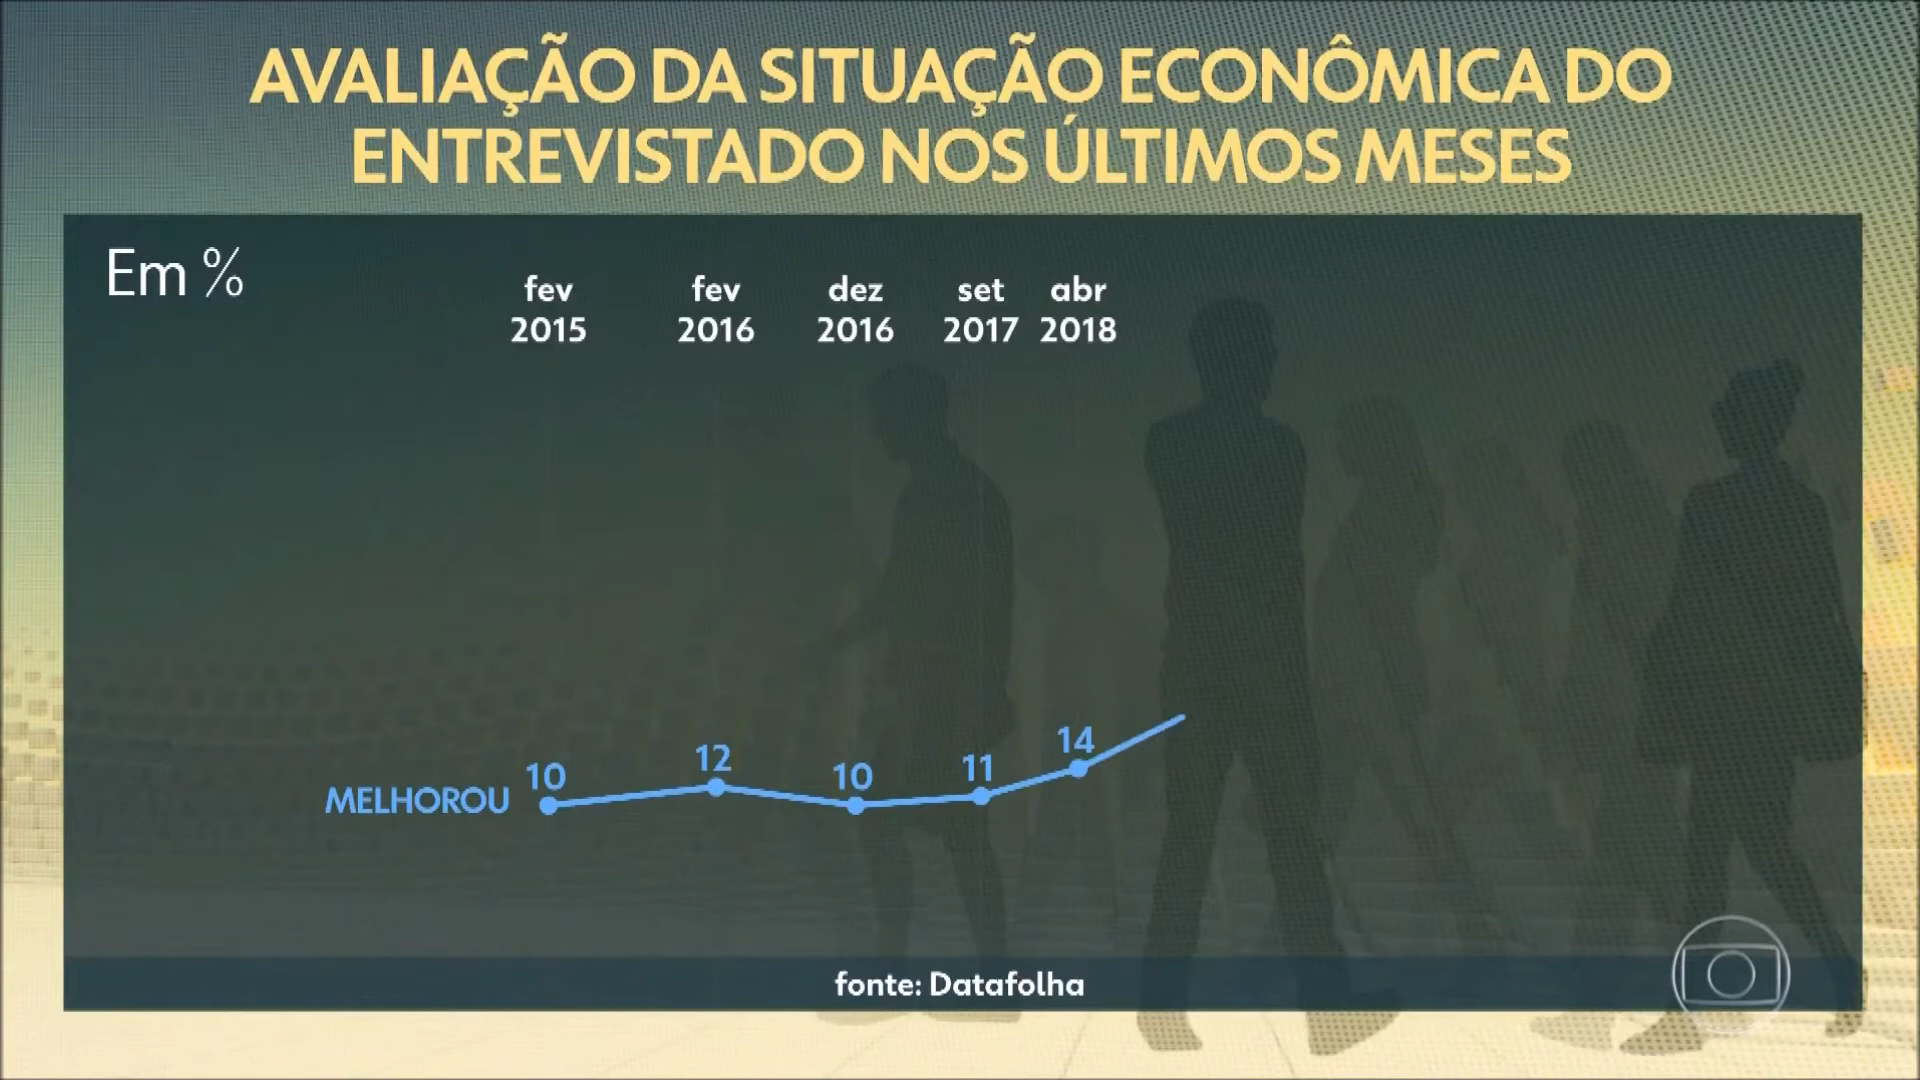 AVALIAÇÃO DA SITUAÇÃO ECONÔMICA DO
ENTREVISTADO NOS ÚLTIMOS MESES
Em %
fev 2015
fev 2016
dez 2016
set 2017
abr 2018
MELHOROU 10 12 10 11 14
fonte: Datafolha